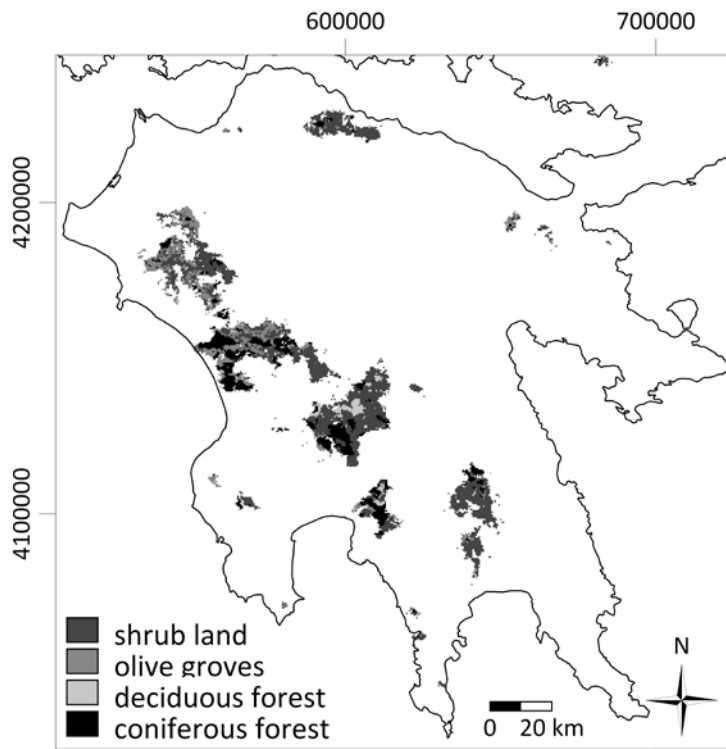 600000 700000
4200000
4100000
shrub land
olive groves
deciduous forest
coniferous forest
N
0 20 km